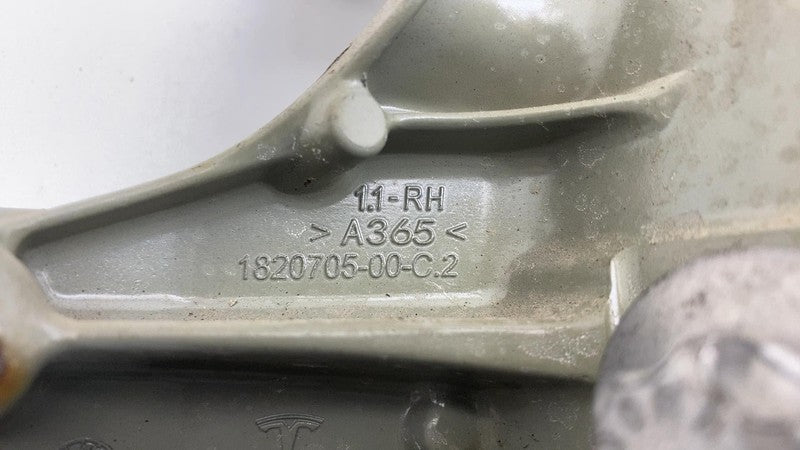 1.1-RH
> A365 <
1820705-00-C.2